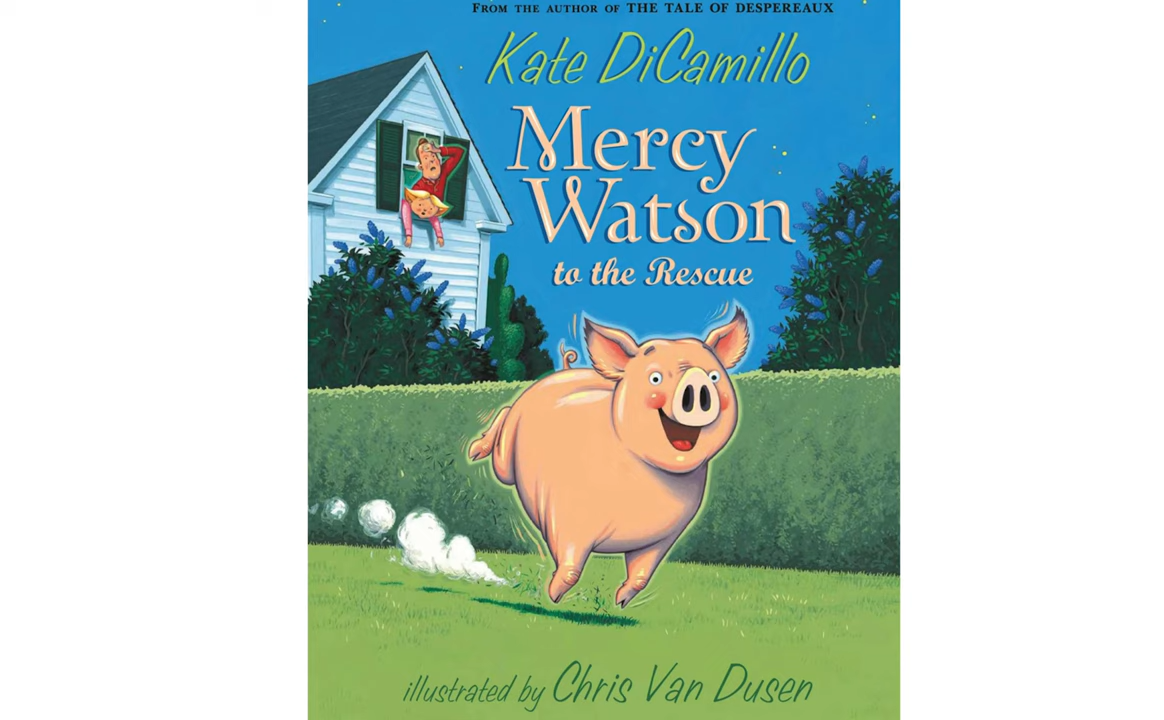 FROM THE AUTHOR OF THE TALE OF DESPEREAUX
Kate DiCamillo
Mercy
Watson
to the Rescue
illustrated by Chris Van Dusen